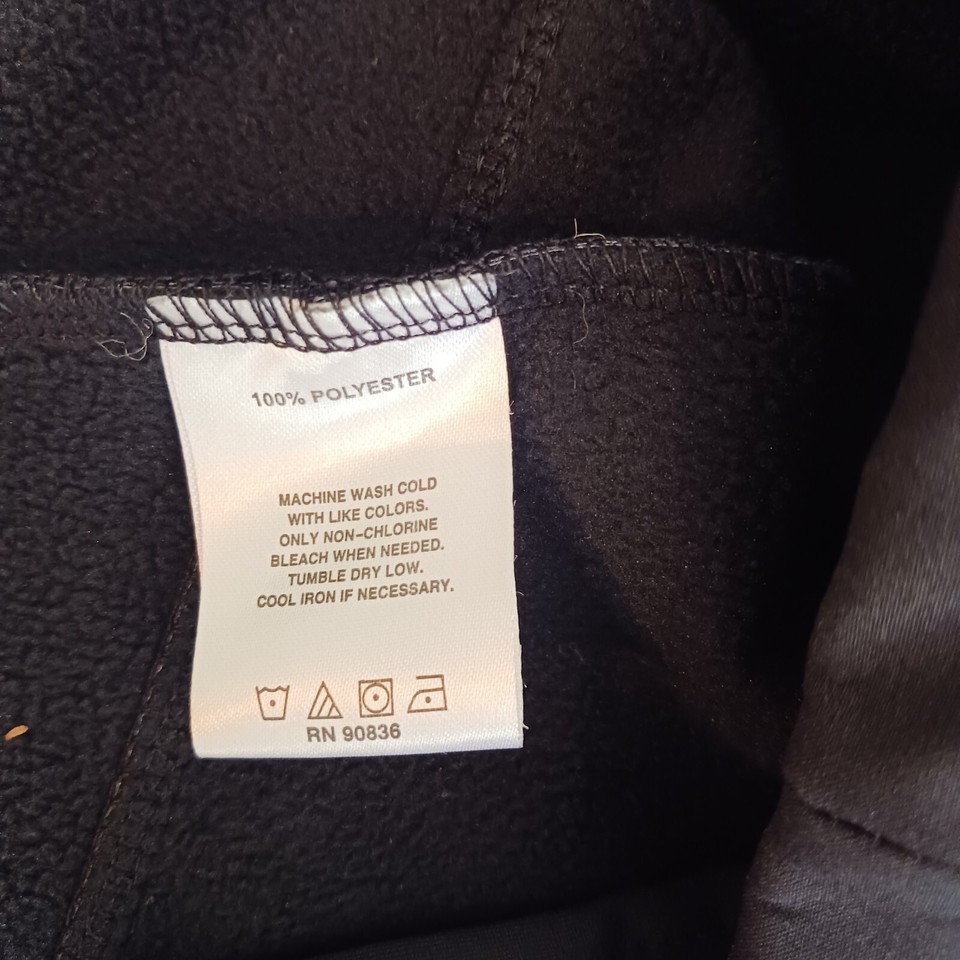 100% POLYESTER
MACHINE WASH COLD
WITH LIKE COLORS.
ONLY NON-CHLORINE
BLEACH WHEN NEEDED.
TUMBLE DRY LOW.
COOL IRON IF NECESSARY.
RN 90836